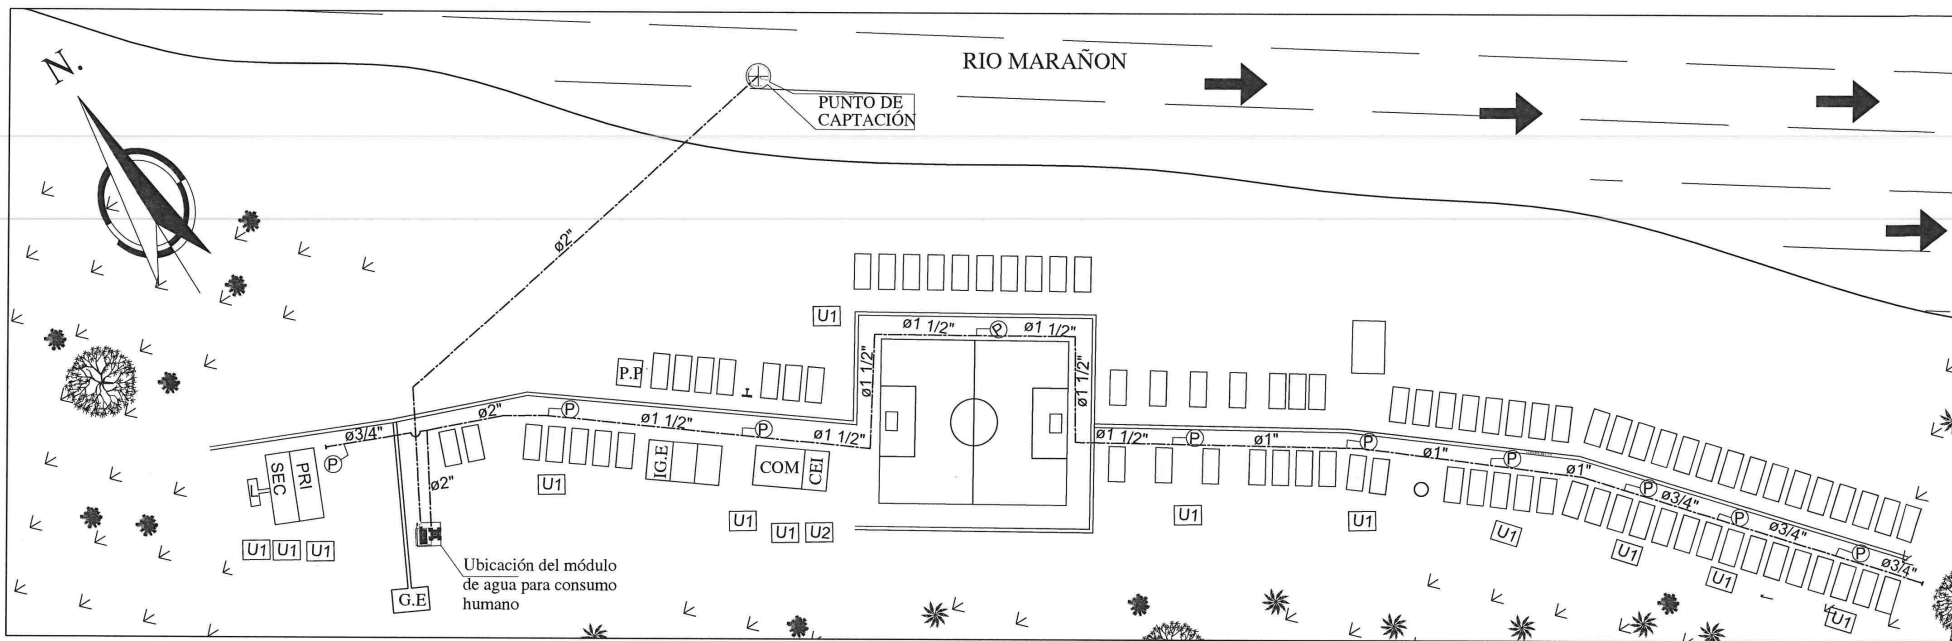 N.
RIO MARAÑON
PUNTO DE
CAPTACIÓN
ø2"
U1
ø1 1/2"
P
ø1 1/2"
ø1 1/2"
ø1 1/2"
P.P
ø3/4"
ø2"
P
ø1 1/2"
P
ø1 1/2"
ø1 1/2"
P
ø1"
P
ø1"
P
ø1"
P
ø3/4"
P
ø3/4"
P
ø3/4"
SEC
PRI
P
ø2"
IG.E
COM
CEI
U1
U1
U1
U2
U1
U1
U1
U1
U1
U1
U1
U1
U1
Ubicación del módulo
de agua para consumo
humano
G.E